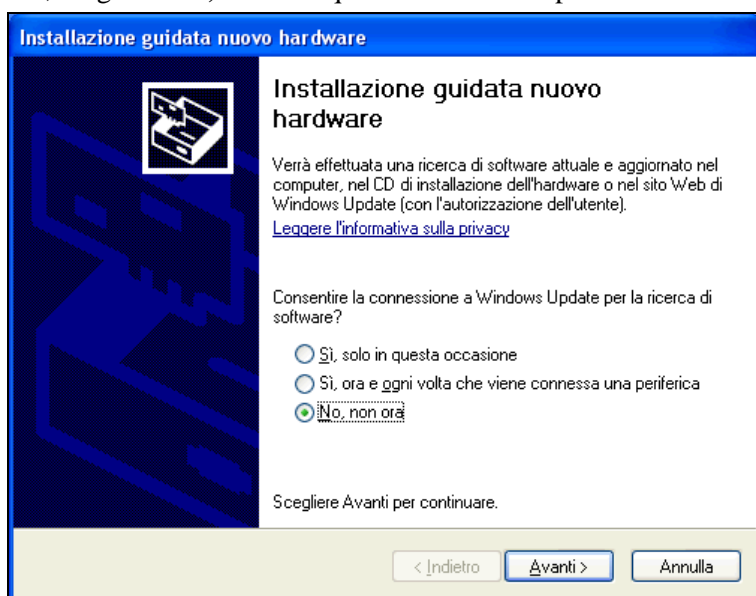 Installazione guidata nuovo hardware
Installazione guidata nuovo
hardware
Verrà effettuata una ricerca di software attuale e aggiornato nel
computer, nel CD di installazione dell'hardware o nel sito Web di
Windows Update (con l'autorizzazione dell'utente).
Leggere l'informativa sulla privacy
Consentire la connessione a Windows Update per la ricerca di
software?
Sì, solo in questa occasione
Sì, ora e ogni volta che viene connessa una periferica
No, non ora
Scegliere Avanti per continuare.
< Indietro Avanti > Annulla